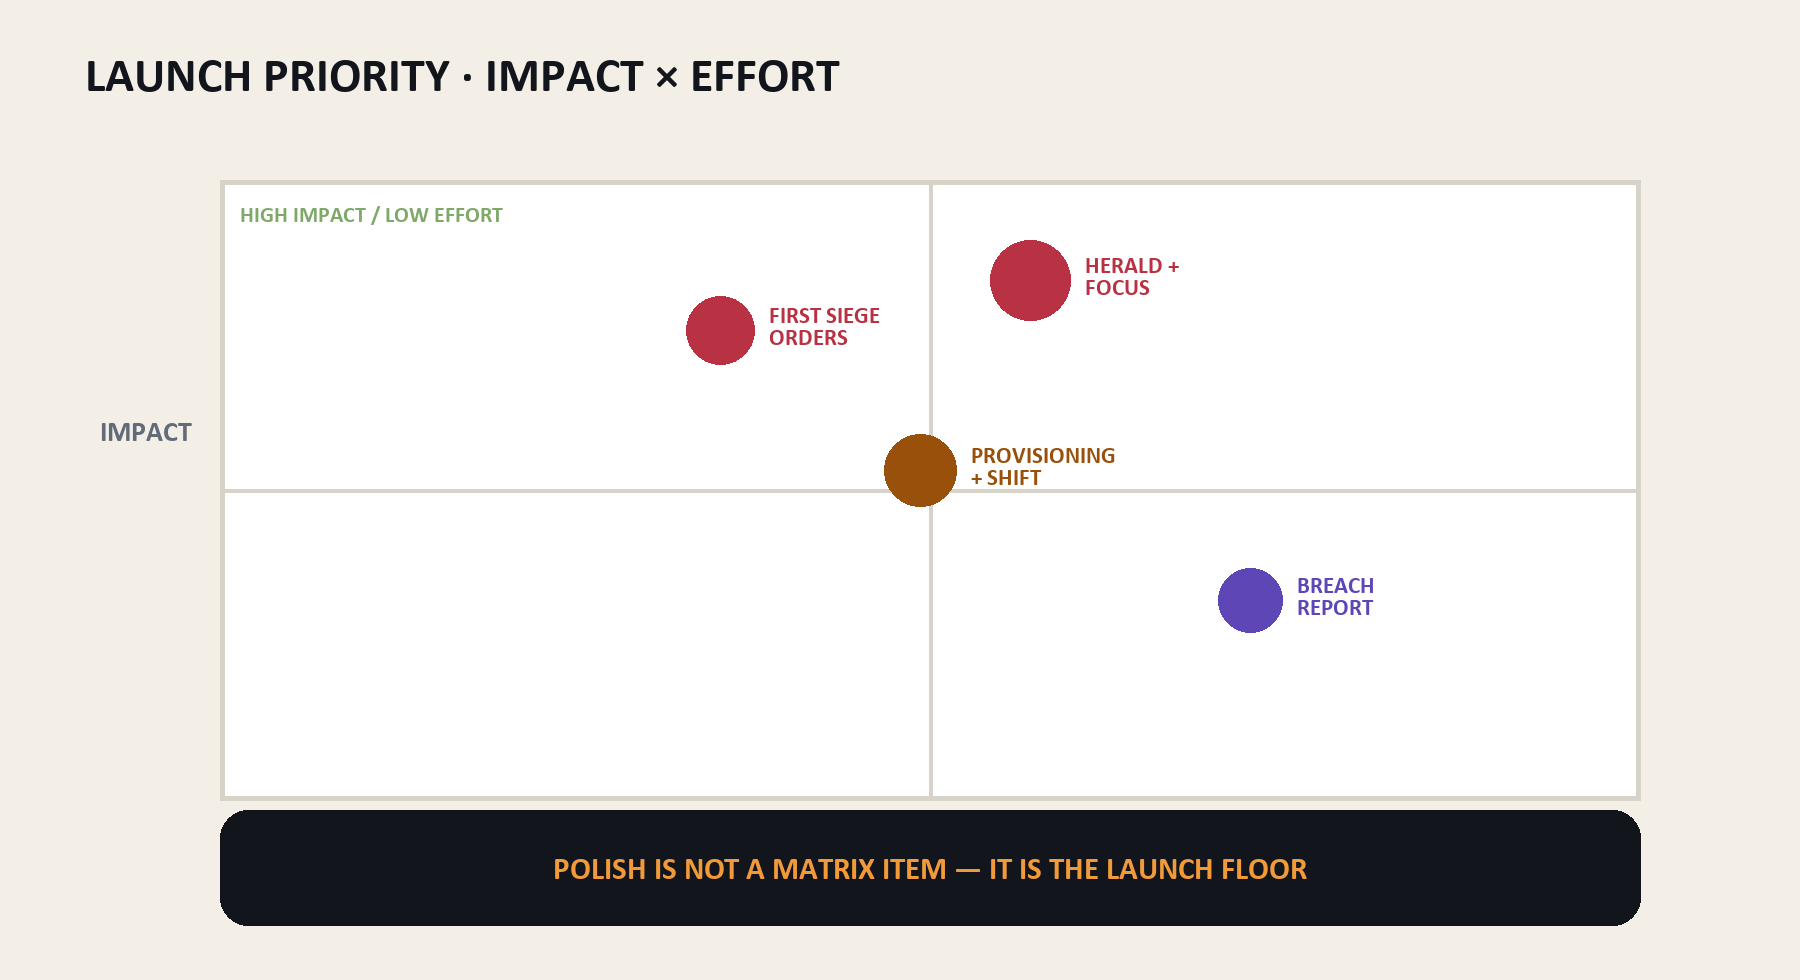 LAUNCH PRIORITY · IMPACT × EFFORT
HIGH IMPACT / LOW EFFORT
HERALD +
FOCUS
FIRST SIEGE
ORDERS
IMPACT
PROVISIONING
+ SHIFT
BREACH
REPORT
POLISH IS NOT A MATRIX ITEM — IT IS THE LAUNCH FLOOR